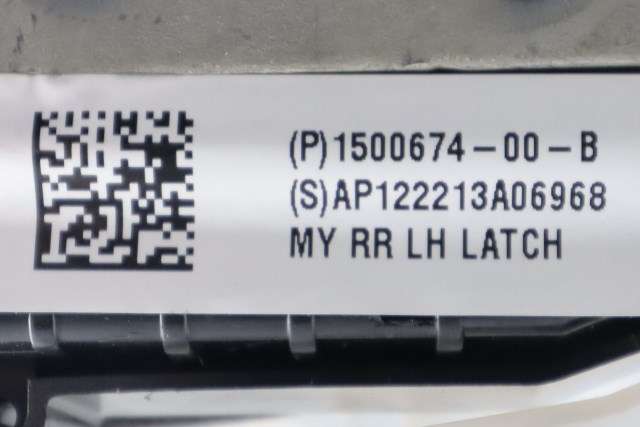 (P)1500674-00-B
(S)AP122213A06968
MY RR LH LATCH